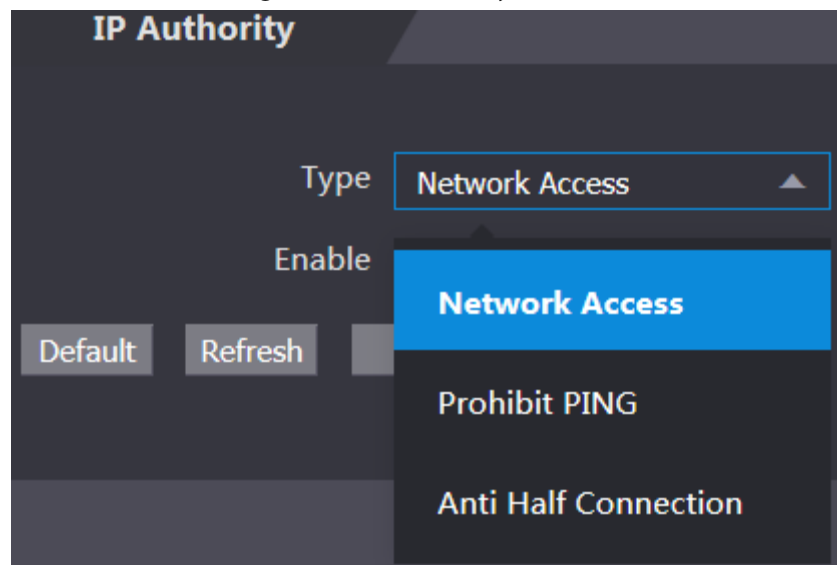 IP Authority
Type Network Access
Enable
Network Access
Default Refresh
Prohibit PING
Anti Half Connection